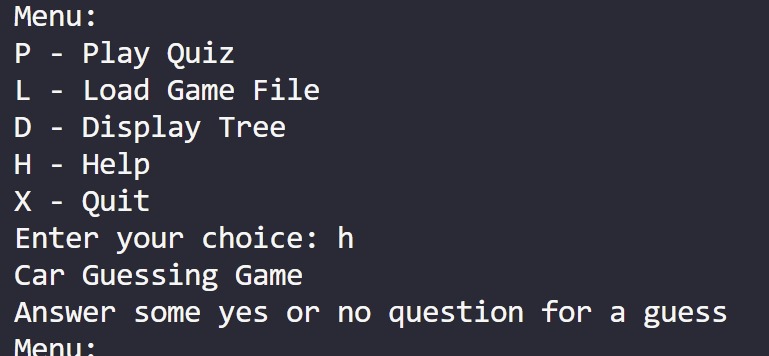 Menu:
P - Play Quiz
L - Load Game File
D - Display Tree
H - Help
X - Quit
Enter your choice: h
Car Guessing Game
Answer some yes or no question for a guess
Menu: